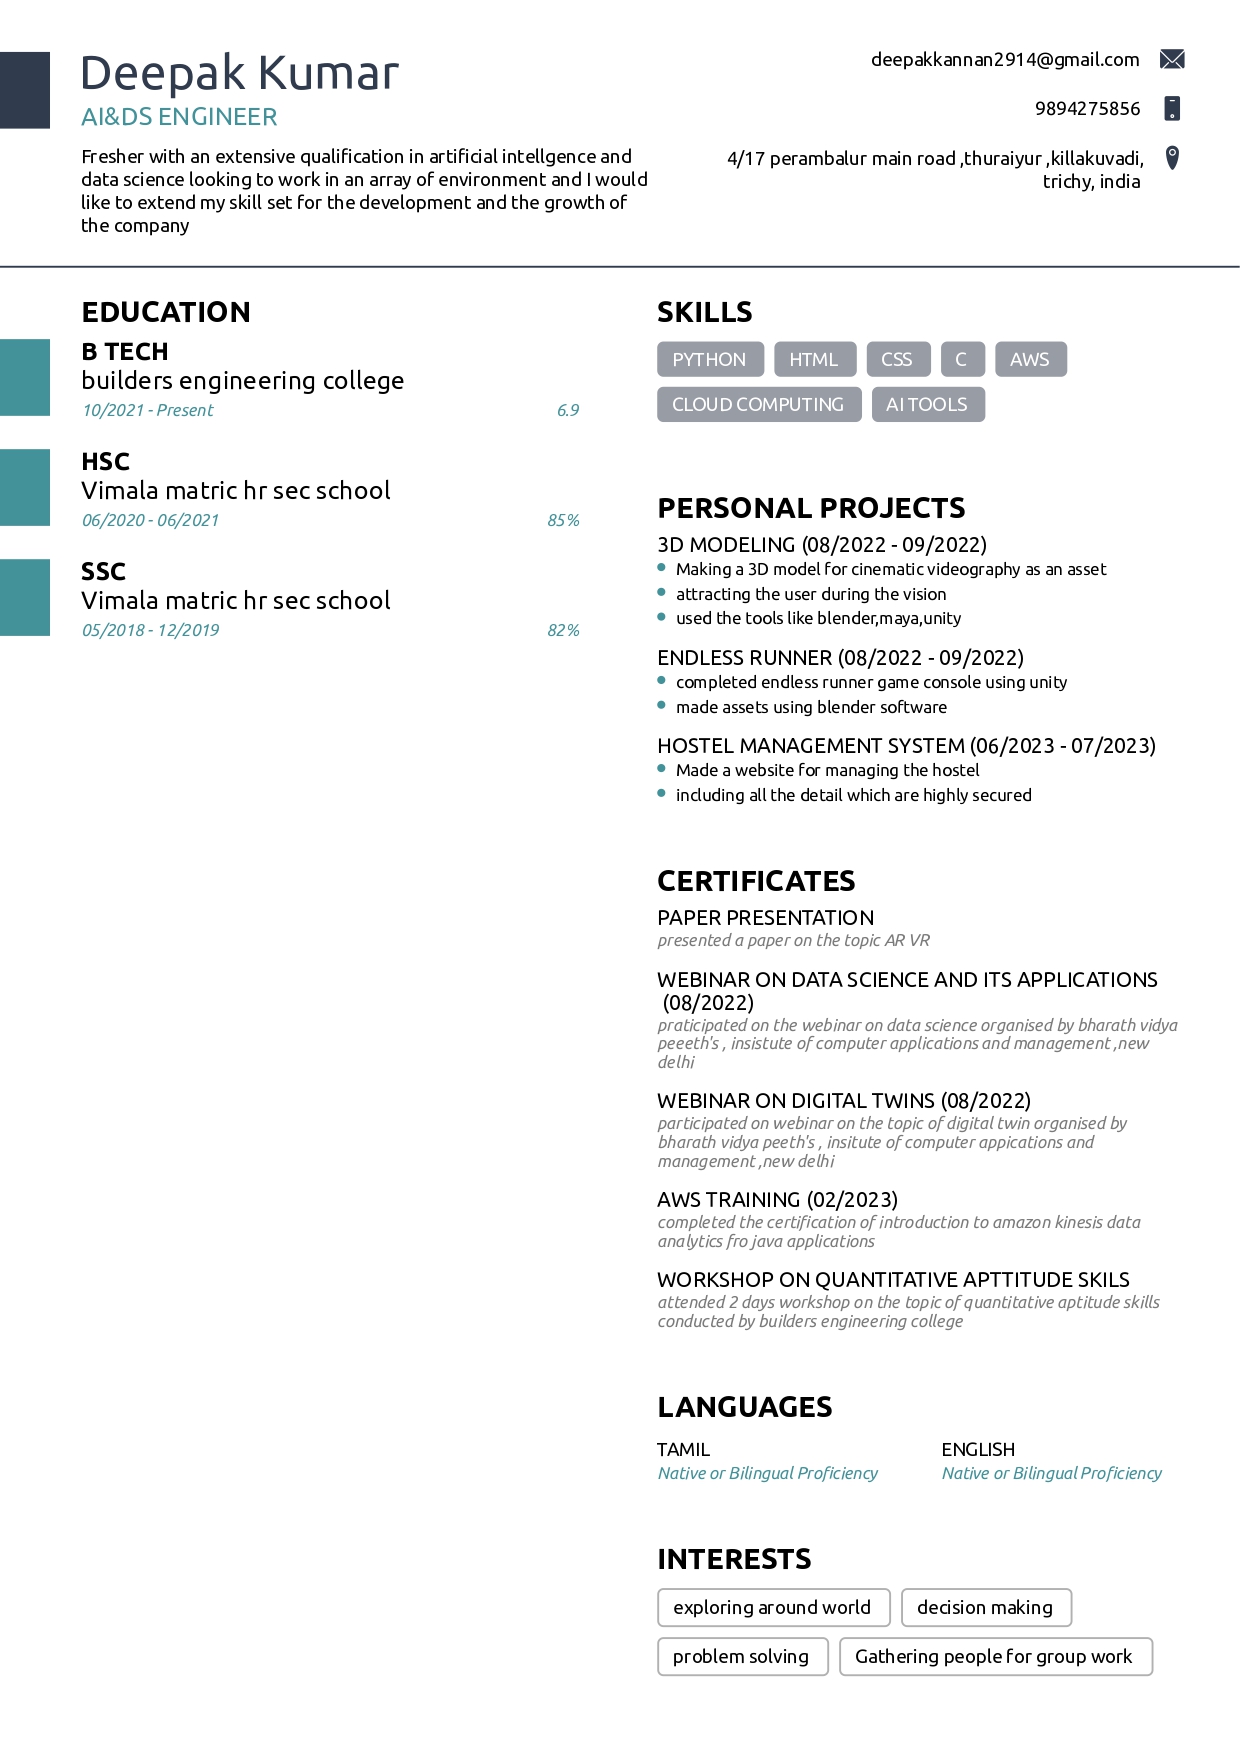 Deepak Kumar
AI&DS ENGINEER
Fresher with an extensive qualification in artificial intellgence and
data science looking to work in an array of environment and I would
like to extend my skill set for the development and the growth of
the company
deepakkannan2914@gmail.com
9894275856
4/17 perambalur main road ,thuraiyur ,killakuvadi,
trichy, india
EDUCATION
B TECH
builders engineering college
10/2021 - Present 6.9
HSC
Vimala matric hr sec school
06/2020 - 06/2021 85%
SSC
Vimala matric hr sec school
05/2018 - 12/2019 82%
SKILLS
PYTHON HTML CSS C AWS
CLOUD COMPUTING AI TOOLS
PERSONAL PROJECTS
3D MODELING (08/2022 - 09/2022)
Making a 3D model for cinematic videography as an asset
attracting the user during the vision
used the tools like blender,maya,unity
ENDLESS RUNNER (08/2022 - 09/2022)
completed endless runner game console using unity
made assets using blender software
HOSTEL MANAGEMENT SYSTEM (06/2023 - 07/2023)
Made a website for managing the hostel
including all the detail which are highly secured
CERTIFICATES
PAPER PRESENTATION
presented a paper on the topic AR VR
WEBINAR ON DATA SCIENCE AND ITS APPLICATIONS
(08/2022)
praticipated on the webinar on data science organised by bharath vidya
peeeth's , insistute of computer applications and management ,new
delhi
WEBINAR ON DIGITAL TWINS (08/2022)
participated on webinar on the topic of digital twin organised by
bharath vidya peeth's , insitute of computer appications and
management ,new delhi
AWS TRAINING (02/2023)
completed the certification of introduction to amazon kinesis data
analytics fro java applications
WORKSHOP ON QUANTITATIVE APTTITUDE SKILS
attended 2 days workshop on the topic of quantitative aptitude skills
conducted by builders engineering college
LANGUAGES
TAMIL ENGLISH
Native or Bilingual Proficiency Native or Bilingual Proficiency
INTERESTS
exploring around world decision making
problem solving Gathering people for group work